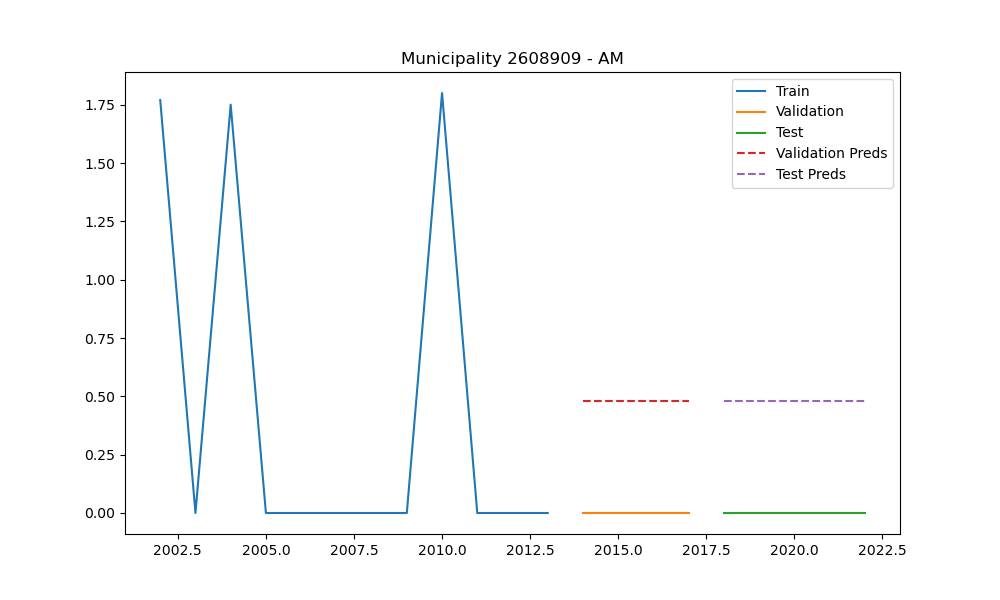 Municipality 2608909 - AM
Train
Validation
Test
Validation Preds
Test Preds
1.75
1.50
1.25
1.00
0.75
0.50
0.25
0.00
2002.5 2005.0 2007.5 2010.0 2012.5 2015.0 2017.5 2020.0 2022.5